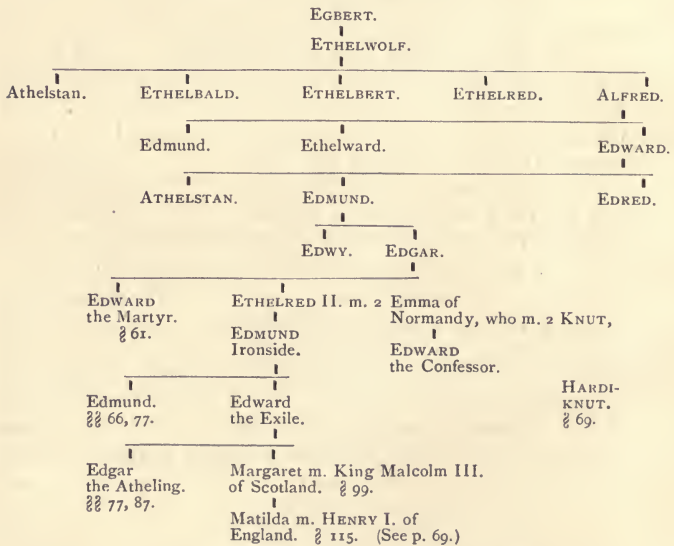 EGBERT.
ETHELWOLF.
Athelstan. ETHELBALD. ETHELBERT. ETHELRED. ALFRED.
Edmund. Ethelward. EDWARD.
ATHELSTAN. EDMUND. EDRED.
EDWY. EDGAR.
EDWARD ETHELRED II. m. 2 Emma of
the Martyr. Normandy, who m. 2 KNUT,
§ 61. EDMUND
Ironside. EDWARD
the Confessor.
Edmund. Edward HARDI-
§§ 66, 77. the Exile. KNUT.
§ 69.
Edgar Margaret m. King Malcolm III.
the Atheling. of Scotland. § 99.
§§ 77, 87.
Matilda m. HENRY I. of
England. § 115. (See p. 69.)